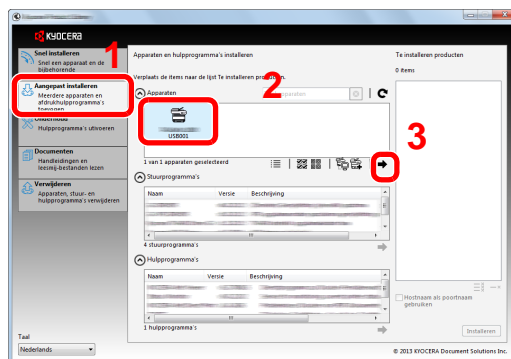 KYOCERA
Snel installeren
Snel een apparaat en de
bijbehorende
1
Aangepast installeren
Meerdere apparaten en
afdrukhulpprogramma's
toevoegen
Onderhoud
Hulpprogramma's uitvoeren
Documenten
Handleidingen en
leesmij-bestanden lezen
Verwijderen
Apparaten, stuur- en
hulpprogramma's verwijderen
Taal
Nederlands
Apparaten en hulpprogramma's installeren
Verplaats de items naar de lijst Te installeren producten.
Apparaten
2
apparaten
USB001
1 van 1 apparaten geselecteerd
3
Stuurprogramma's
Naam Versie Beschrijving
4 stuurprogramma's
Hulpprogramma's
Naam Versie Beschrijving
1 hulpprogramma's
Te installeren producten
0 items
Hostnaam als poortnaam
gebruiken
Installeren
© 2013 KYOCERA Document Solutions Inc.